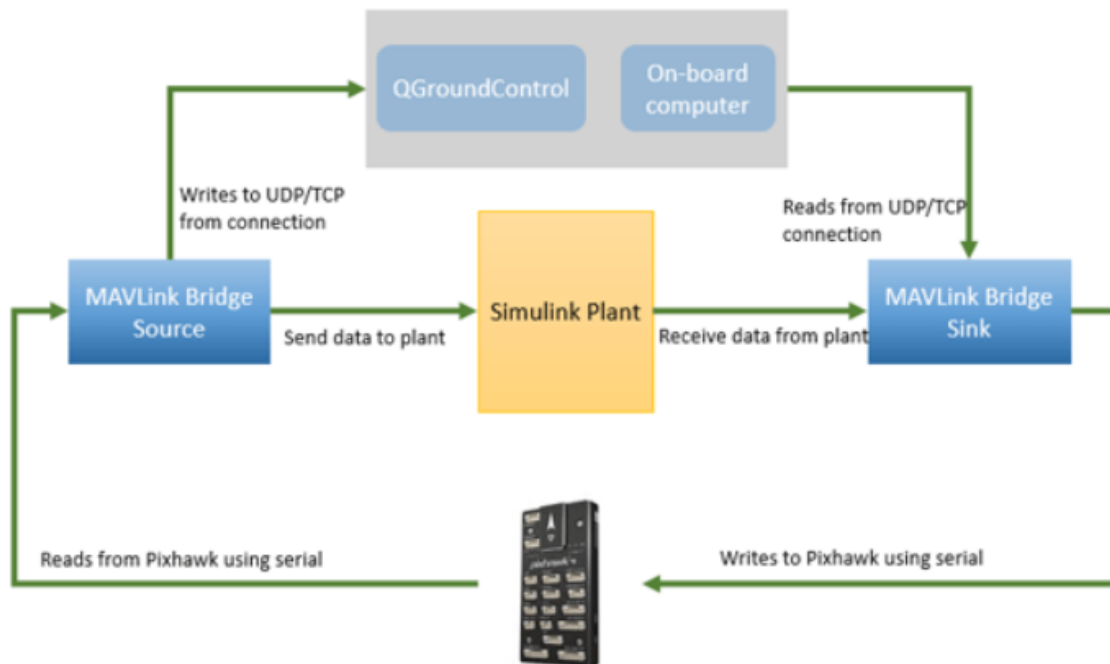 QGroundControl
On-board
computer
Writes to UDP/TCP
from connection
Reads from UDP/TCP
connection
MAVLink Bridge
Source
Send data to plant
Simulink Plant
Receive data from plant
MAVLink Bridge
Sink
Reads from Pixhawk using serial
Writes to Pixhawk using serial